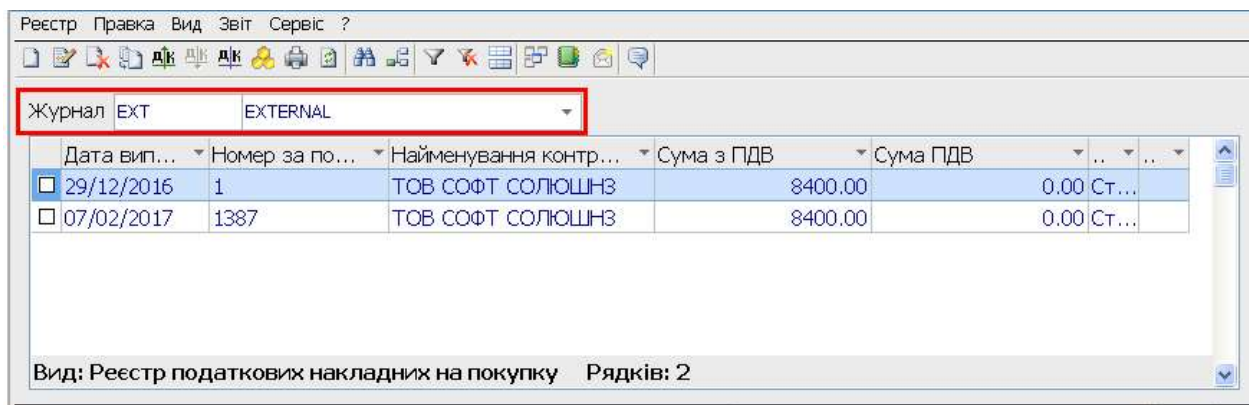 Реєстр Правка Вид Звіт Сервіс ?
Журнал EXT EXTERNAL
Дата вип... Номер за по... Найменування контр... Сума з ПДВ Сума ПДВ .. ..
29/12/2016 1 ТОВ СОФТ СОЛЮШНЗ 8400.00 0.00 Ст...
07/02/2017 1387 ТОВ СОФТ СОЛЮШНЗ 8400.00 0.00 Ст...
Вид: Реєстр податкових накладних на покупку Рядків: 2